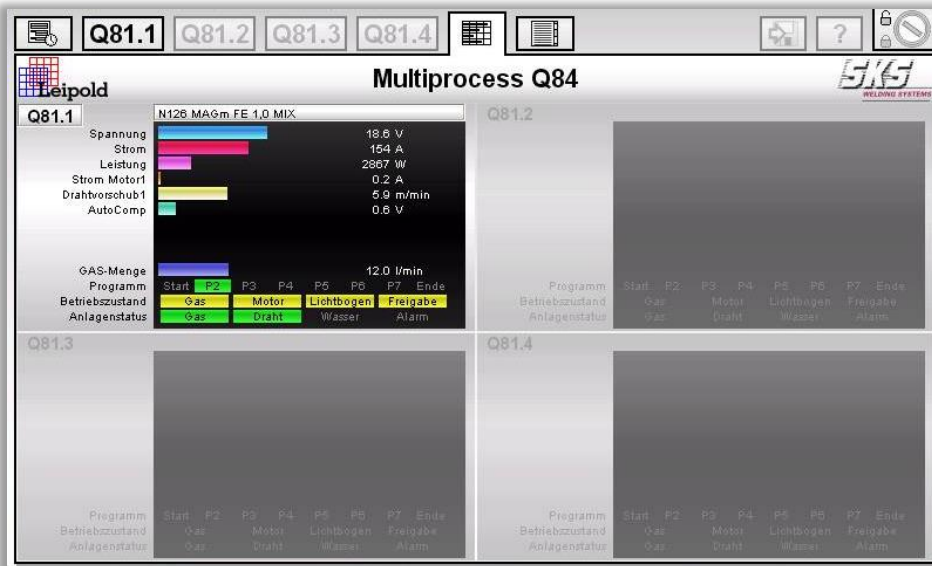 Q81.1 Q81.2 Q81.3 Q81.4 ?
Leipold
Multiprocess Q84
SKS
WELDING SYSTEMS
Q81.1
N126 MAGm FE 1,0 MIX
Spannung 18.6 V
Strom 154 A
Leistung 2867 W
Strom Motor1 0.2 A
Drahtvorschub1 5.9 m/min
AutoComp 0.6 V
GAS-Menge 12.0 l/min
Programm Start P2 P3 P4 P5 P6 P7 Ende
Betriebszustand Gas Motor Lichtbogen Freigabe
Anlagenstatus Gas Draht Wasser Alarm
Q81.2
Programm Start P2 P3 P4 P5 P6 P7 Ende
Betriebszustand Gas Motor Lichtbogen Freigabe
Anlagenstatus Gas Draht Wasser Alarm
Q81.3
Programm Start P2 P3 P4 P5 P6 P7 Ende
Betriebszustand Gas Motor Lichtbogen Freigabe
Anlagenstatus Gas Draht Wasser Alarm
Q81.4
Programm Start P2 P3 P4 P5 P6 P7 Ende
Betriebszustand Gas Motor Lichtbogen Freigabe
Anlagenstatus Gas Draht Wasser Alarm